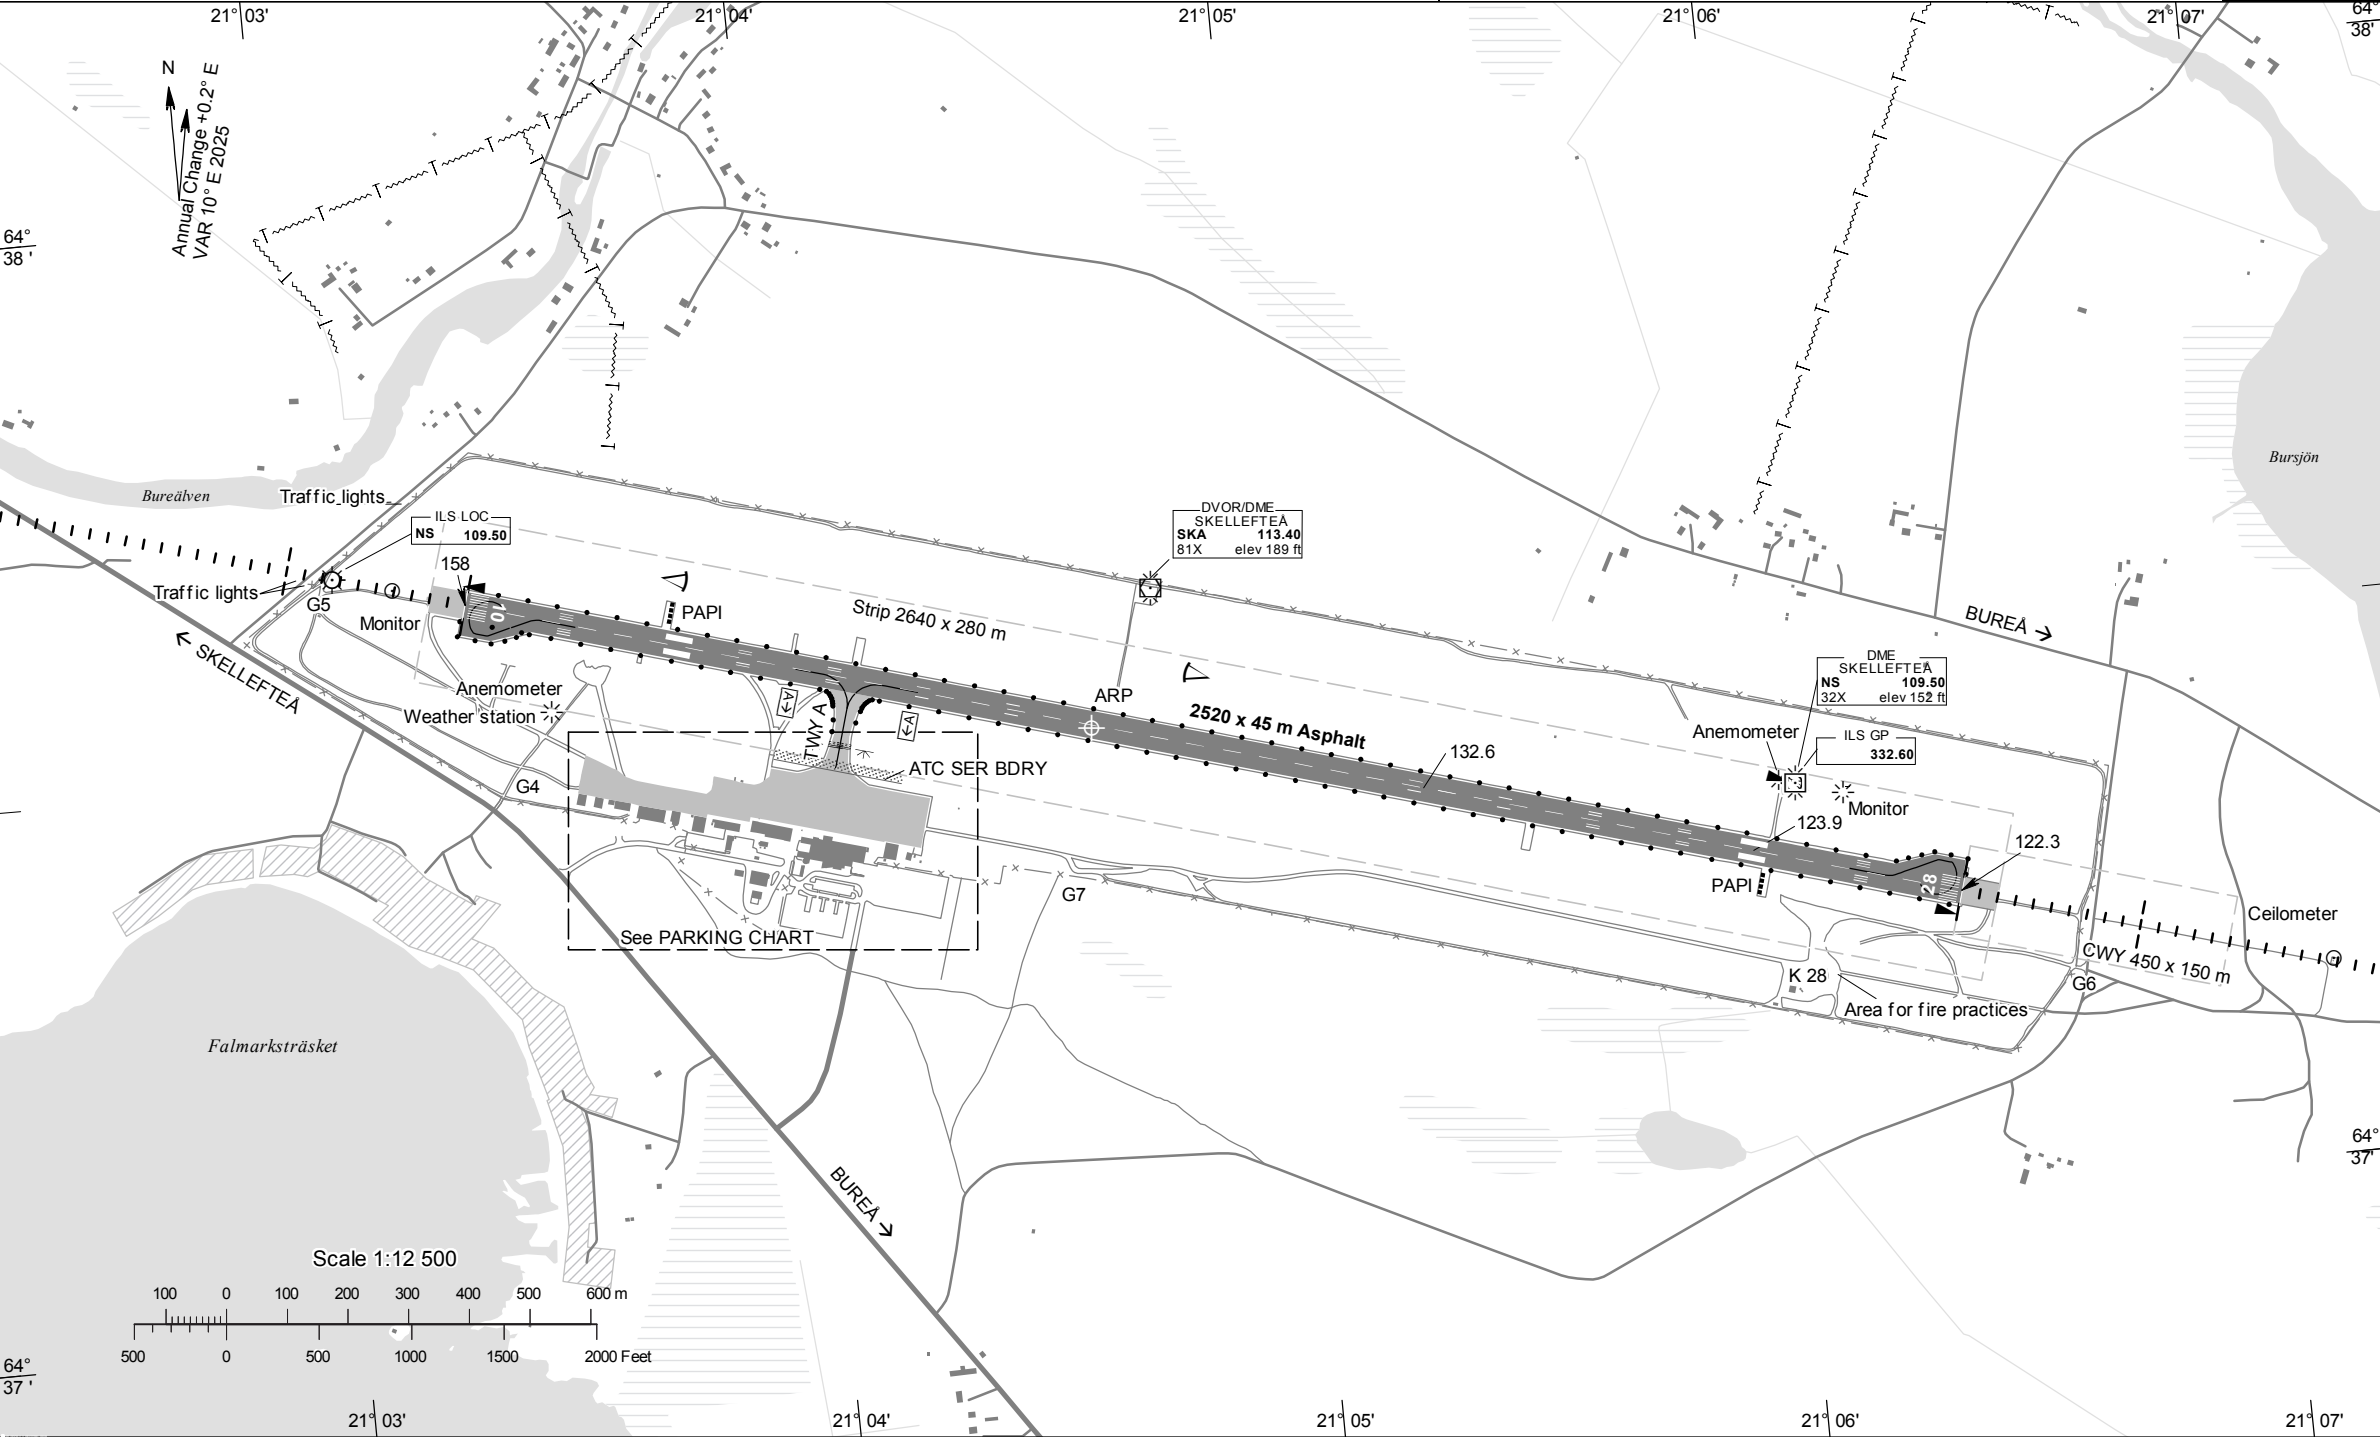 21° 03'
21° 04'
21° 05'
21° 06'
21° 07'
64°
38'
N
Annual Change +0.2° E
VAR 10° E 2025
64°
38 '
Bursjön
Bureälven
Traffic lights
ILS LOC
NS 109.50
158
Traffic lights
G5
Monitor
10
PAPI
Strip 2640 x 280 m
DVOR/DME
SKELLEFTEÅ
SKA 113.40
81X elev 189 ft
BUREÅ →
← SKELLEFTEÅ
Anemometer
Weather station
A→
TWY A
←A
ARP
2520 x 45 m Asphalt
132.6
DME
SKELLEFTEÅ
NS 109.50
32X elev 152 ft
Anemometer
ILS GP
332.60
Monitor
ATC SER BDRY
G4
123.9
122.3
PAPI
28
G7
See PARKING CHART
Ceilometer
CWY 450 x 150 m
K 28
G6
Area for fire practices
Falmarksträsket
64°
37'
BUREÅ →
Scale 1:12 500
100 0 100 200 300 400 500 600 m
500 0 500 1000 1500 2000 Feet
64°
37 '
21° 03'
21° 04'
21° 05'
21° 06'
21° 07'